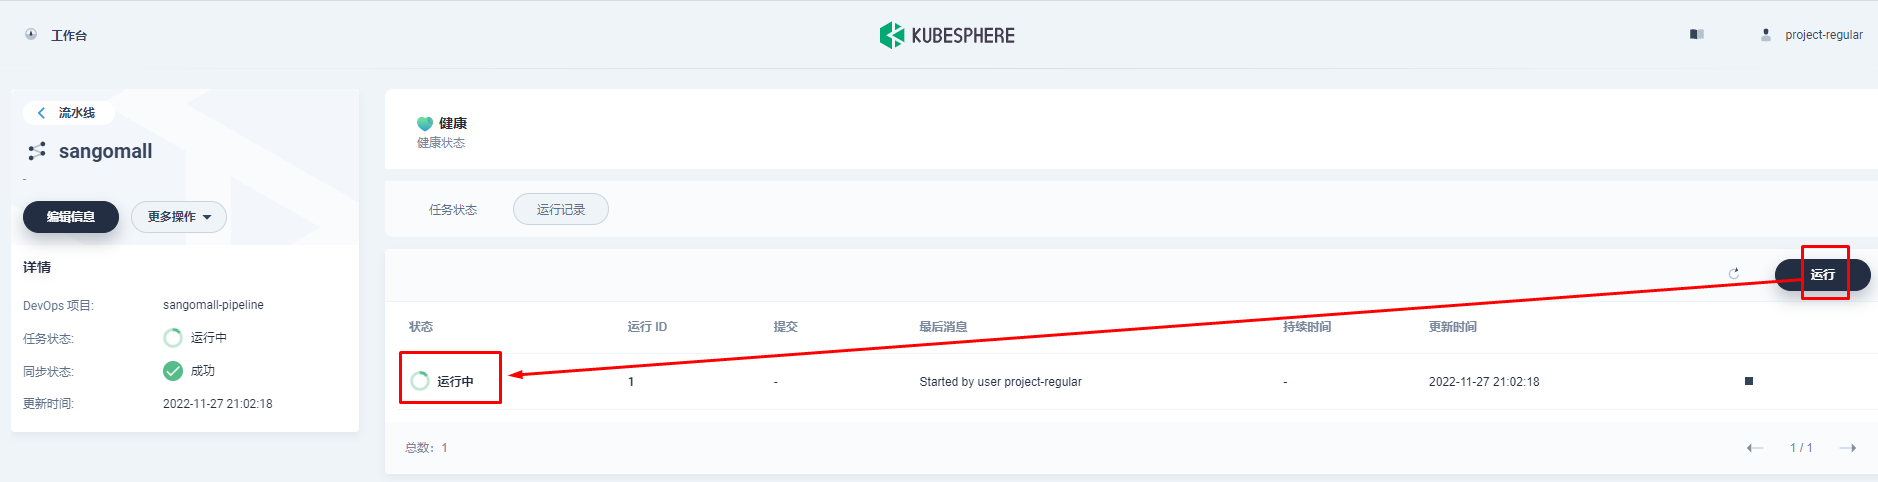 工作台
KUBESPHERE
project-regular
流水线
sangomall
-
编辑信息
更多操作
详情
DevOps 项目: sangomall-pipeline
任务状态: 运行中
同步状态: 成功
更新时间: 2022-11-27 21:02:18
健康
健康状态
任务状态 运行记录
运行
状态 运行 ID 提交 最后消息 持续时间 更新时间
运行中 1 - Started by user project-regular - 2022-11-27 21:02:18
总数: 1
1 / 1